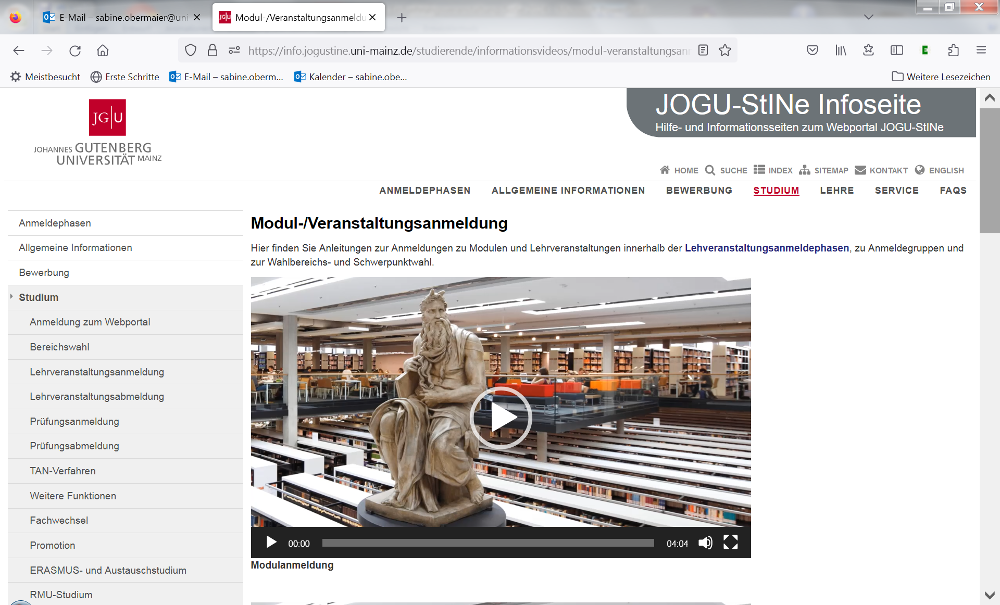 E-Mail – sabine.obermaier@uni-
Modul-/Veranstaltungsanmeldu
https://info.jogustine.uni-mainz.de/studierende/informationsvideos/modul-veranstaltungsanm
Meistbesucht
Erste Schritte
E-Mail – sabine.oberm...
Kalender – sabine.obe...
Weitere Lesezeichen
JG|U
JOHANNES GUTENBERG
UNIVERSITÄT MAINZ
JOGU-StINe Infoseite
Hilfe- und Informationsseiten zum Webportal JOGU-StINe
HOME SUCHE INDEX SITEMAP KONTAKT ENGLISH
ANMELDEPHASEN ALLGEMEINE INFORMATIONEN BEWERBUNG STUDIUM LEHRE SERVICE FAQS
Anmeldephasen
Allgemeine Informationen
Bewerbung
Studium
Anmeldung zum Webportal
Bereichswahl
Lehrveranstaltungsanmeldung
Lehrveranstaltungsabmeldung
Prüfungsanmeldung
Prüfungsabmeldung
TAN-Verfahren
Weitere Funktionen
Fachwechsel
Promotion
ERASMUS- und Austauschstudium
RMU-Studium
Modul-/Veranstaltungsanmeldung
Hier finden Sie Anleitungen zur Anmeldungen zu Modulen und Lehrveranstaltungen innerhalb der Lehveranstaltungsanmeldephasen, zu Anmeldegruppen und
zur Wahlbereichs- und Schwerpunktwahl.
00:00
04:04
Modulanmeldung